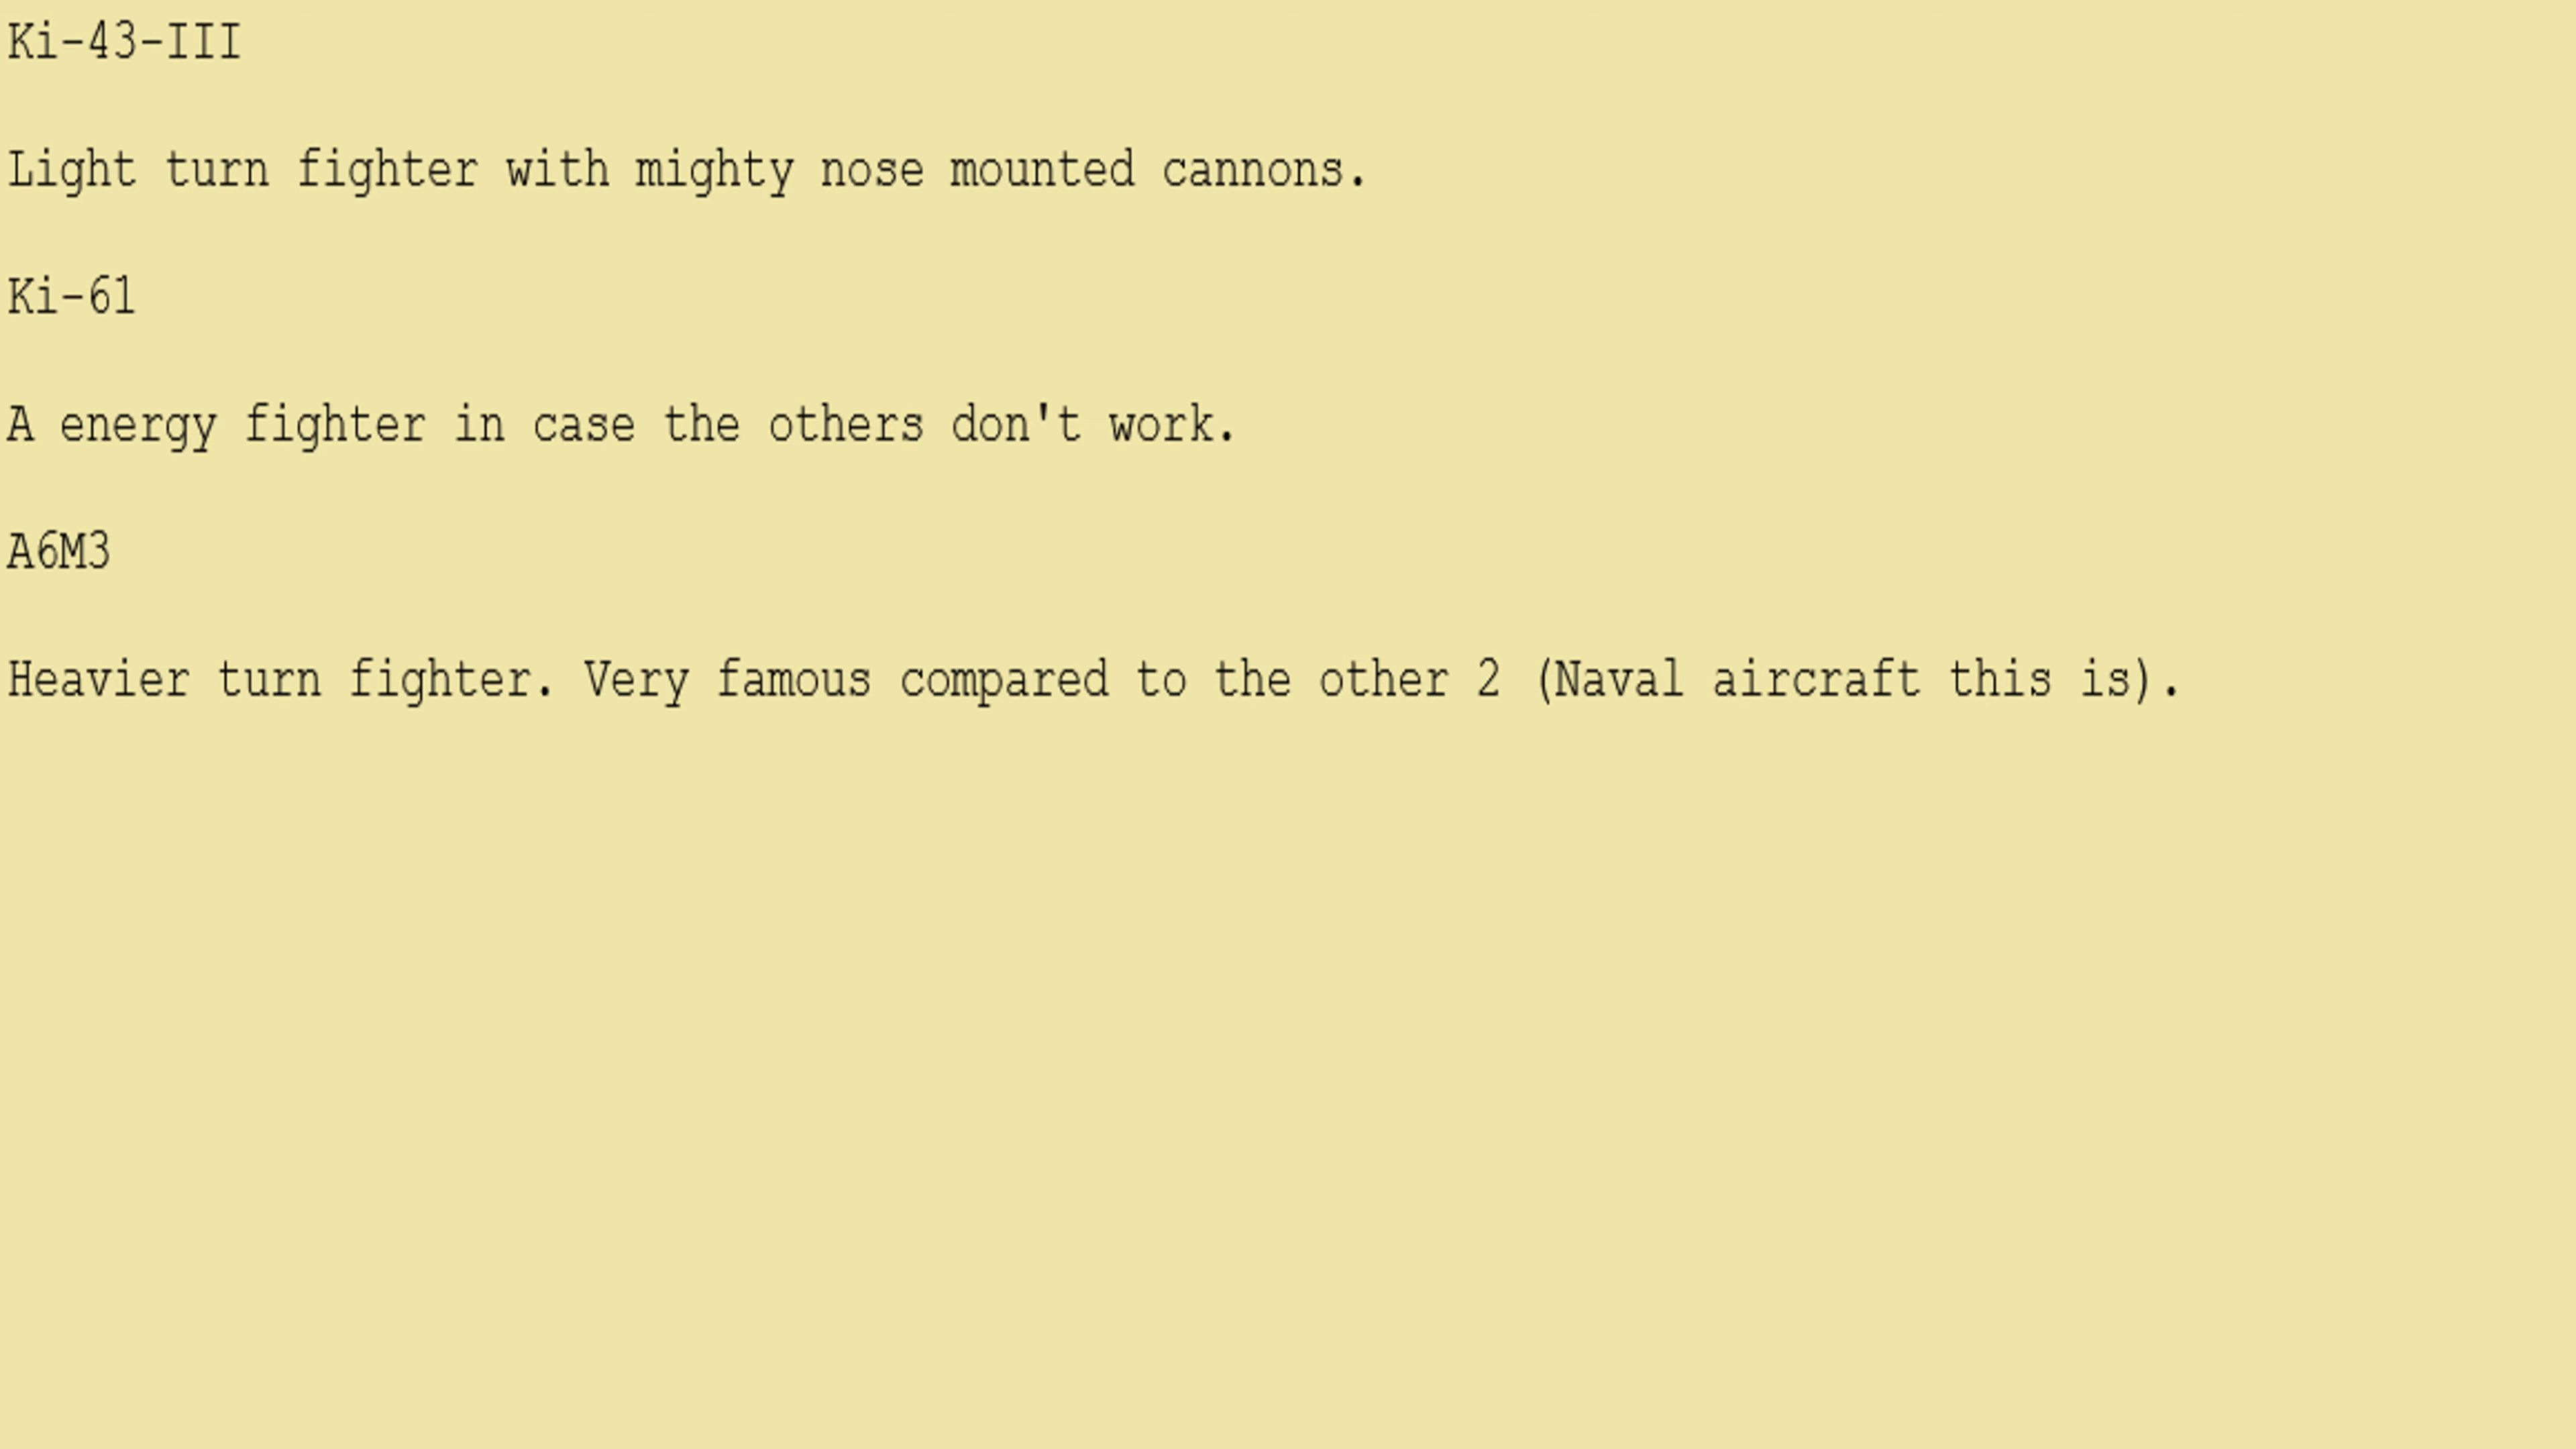 Ki-43-III
Light turn fighter with mighty nose mounted cannons.
Ki-61
A energy fighter in case the others don't work.
A6M3
Heavier turn fighter. Very famous compared to the other 2 (Naval aircraft this is).